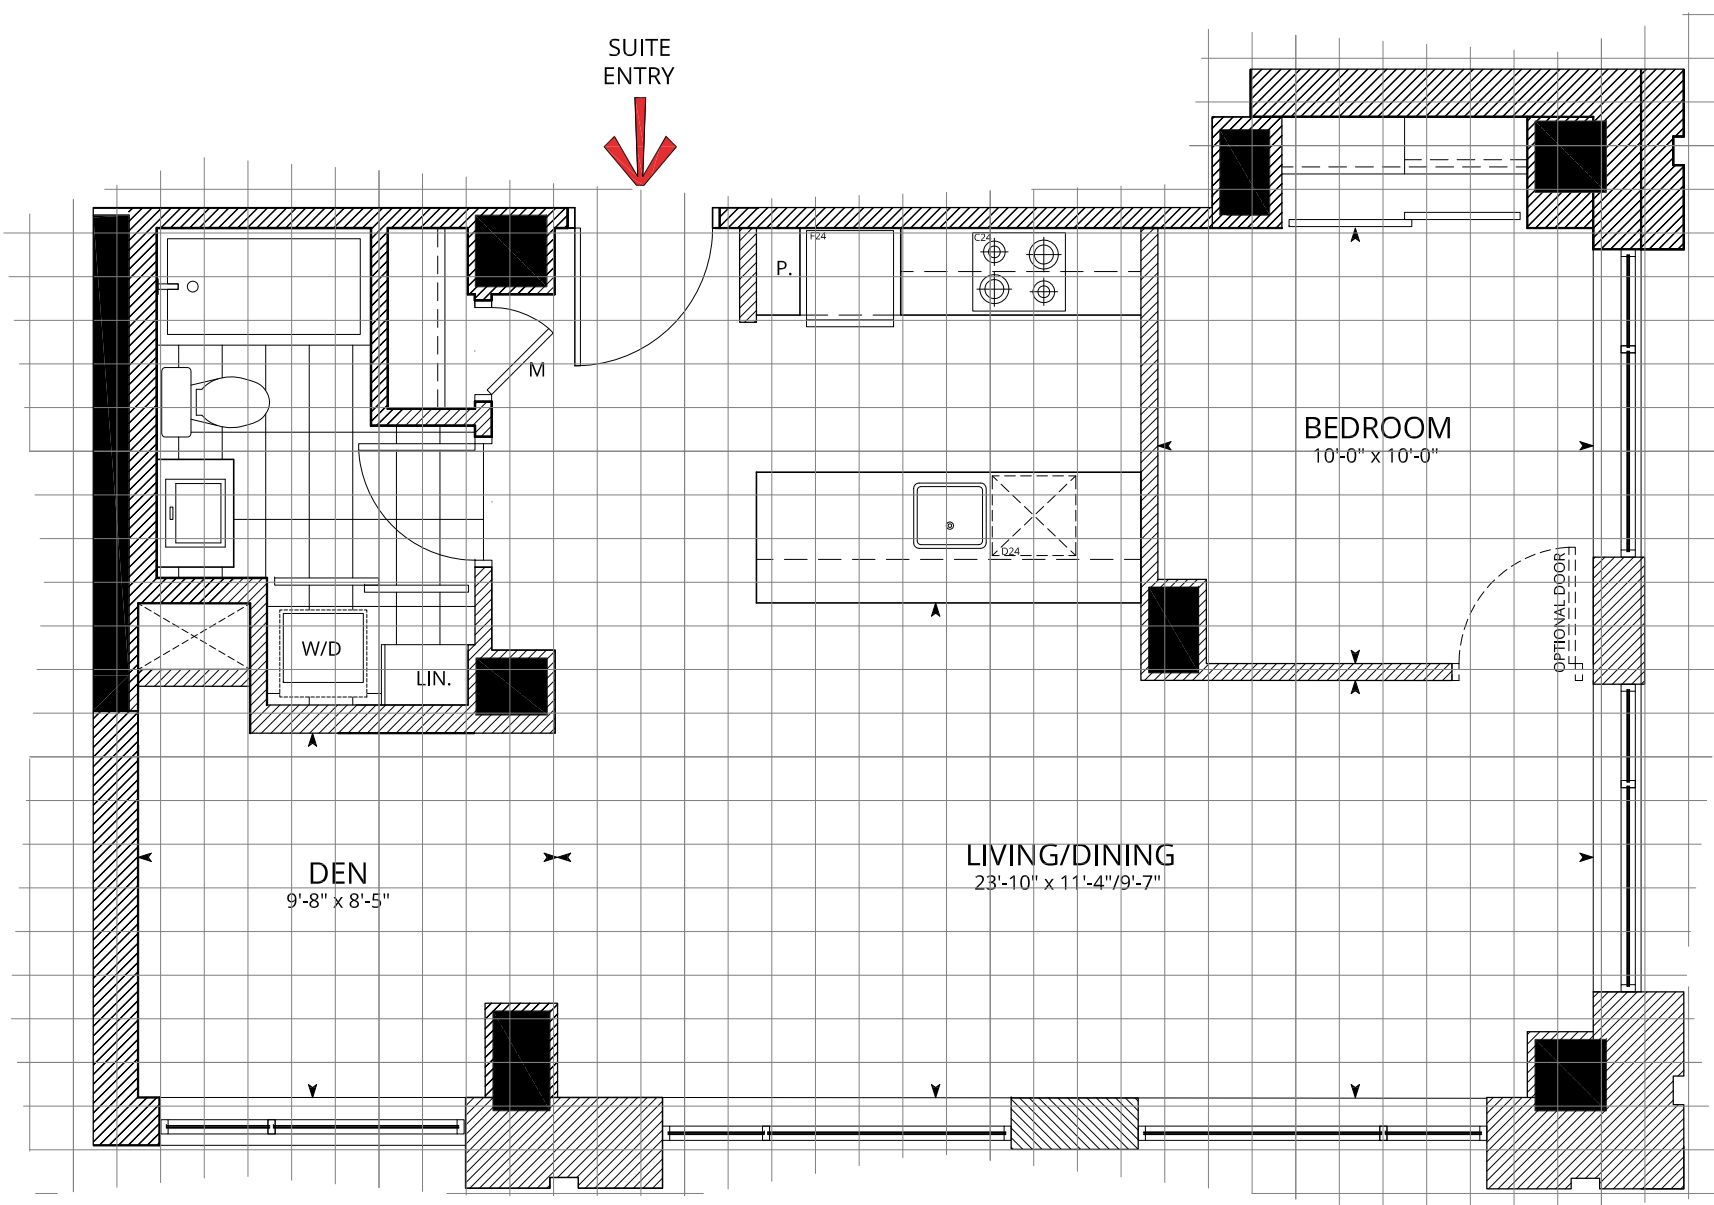 SUITE
ENTRY
P.
F24
C24
M
BEDROOM
10'-0" x 10'-0"
D24
OPTIONAL DOOR
W/D
LIN.
DEN
9'-8" x 8'-5"
LIVING/DINING
23'-10" x 11'-4"/9'-7"